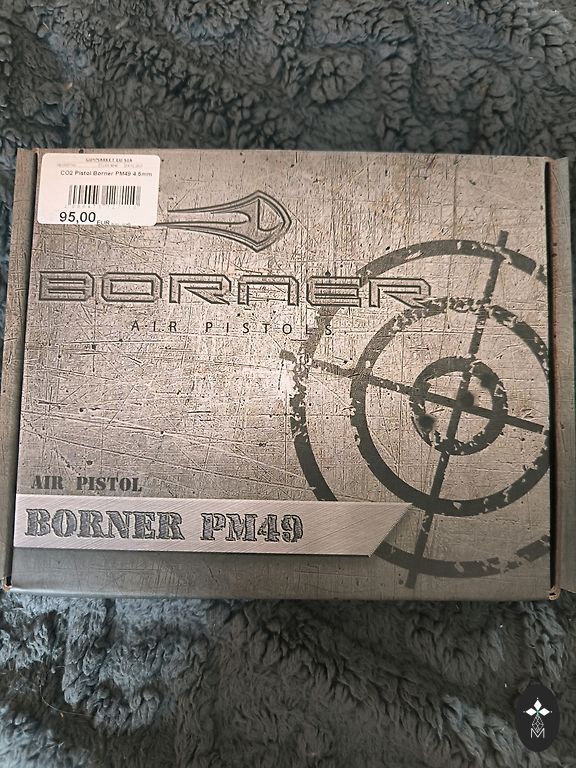 CO2 Pistol Borner PM49 4.5mm
95,00 EUR
BORNER
AIR PISTOLS
AIR PISTOL
BORNER PM49
M